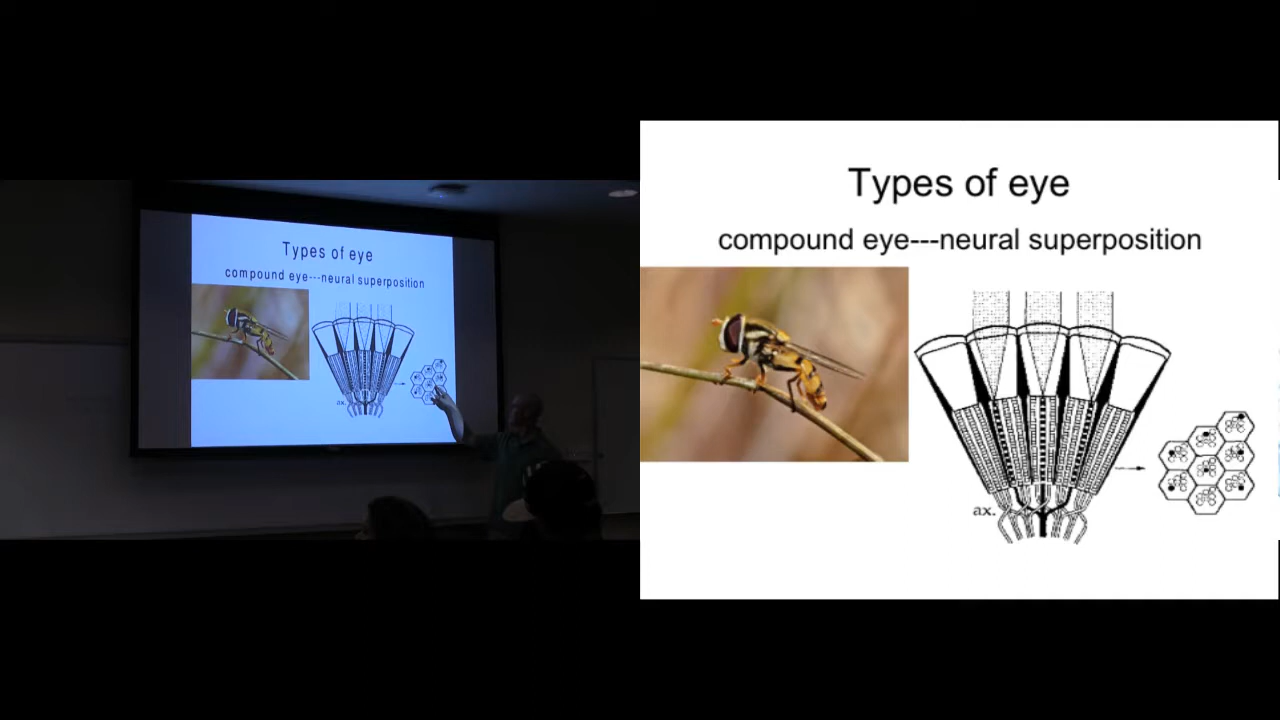 Types of eye
compound eye---neural superposition
ax.
Types of eye
compound eye---neural superposition
ax.